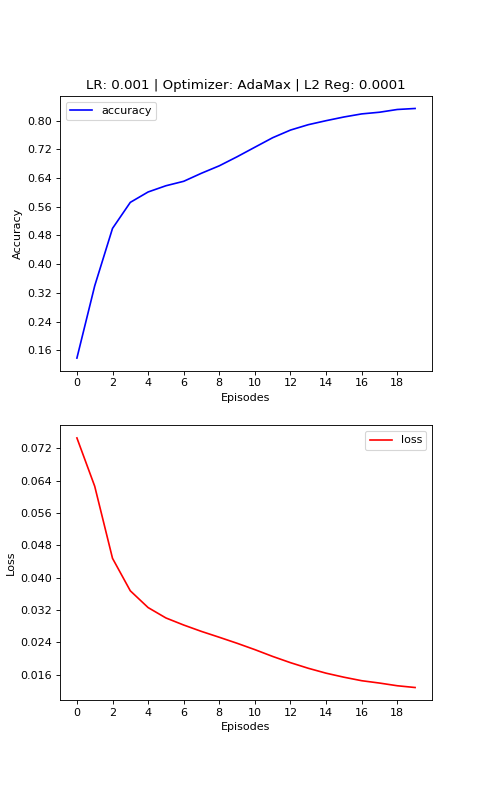 LR: 0.001 | Optimizer: AdaMax | L2 Reg: 0.0001
accuracy
0.80
0.72
0.64
0.56
0.48
0.40
0.32
0.24
0.16
Accuracy
0 2 4 6 8 10 12 14 16 18
Episodes
loss
0.072
0.064
0.056
0.048
0.040
0.032
0.024
0.016
Loss
0 2 4 6 8 10 12 14 16 18
Episodes